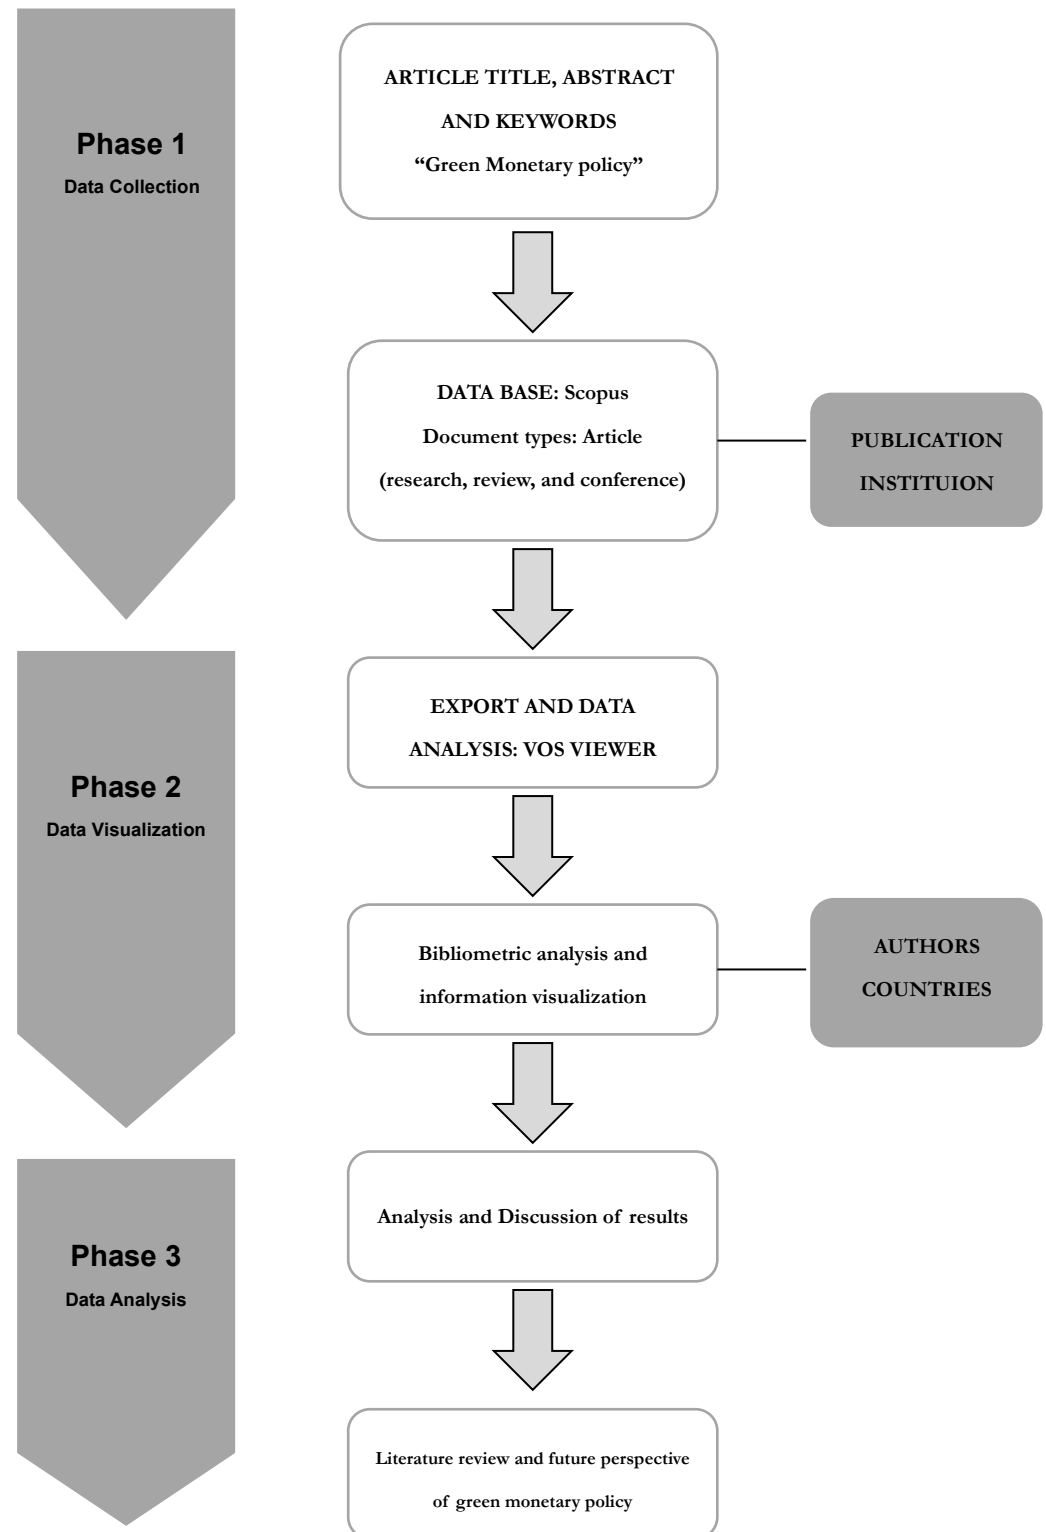 Phase 1
Data Collection
ARTICLE TITLE, ABSTRACT
AND KEYWORDS
“Green Monetary policy”
DATA BASE: Scopus
Document types: Article
(research, review, and conference)
PUBLICATION
INSTITUION
Phase 2
Data Visualization
EXPORT AND DATA
ANALYSIS: VOS VIEWER
Bibliometric analysis and
information visualization
AUTHORS
COUNTRIES
Phase 3
Data Analysis
Analysis and Discussion of results
Literature review and future perspective
of green monetary policy